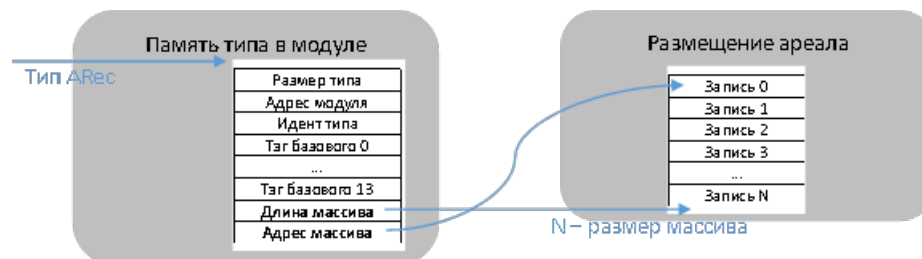 Память типа в модуле
Тип ARec
Размер типа
Адрес модуля
Идент типа
Тэг базового 0
...
Тэг базового 13
Длина массива
Адрес массива
Размещение ареала
Запись 0
Запись 1
Запись 2
Запись 3
...
Запись N
N – размер массива